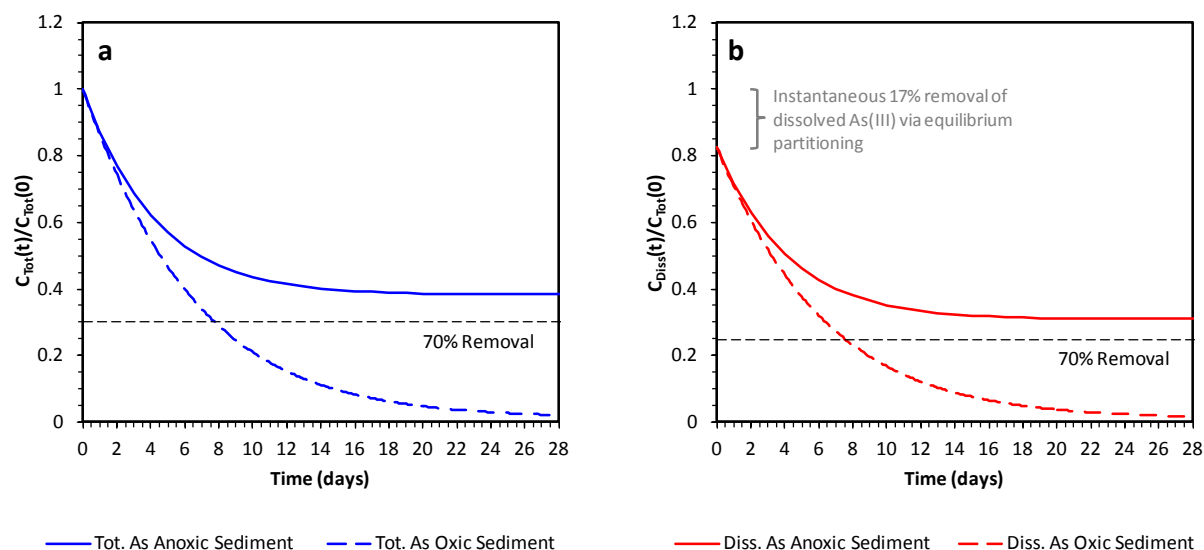 a
1.2
1
0.8
0.6
0.4
0.2
0
C_Tot(t)/C_Tot(0)
70% Removal
0 2 4 6 8 10 12 14 16 18 20 22 24 26 28
Time (days)
Tot. As Anoxic Sediment
Tot. As Oxic Sediment
b
1.2
1
0.8
0.6
0.4
0.2
0
C_Diss(t)/C_Tot(0)
Instantaneous 17% removal of
dissolved As(III) via equilibrium
partitioning
70% Removal
0 2 4 6 8 10 12 14 16 18 20 22 24 26 28
Time (days)
Diss. As Anoxic Sediment
Diss. As Oxic Sediment